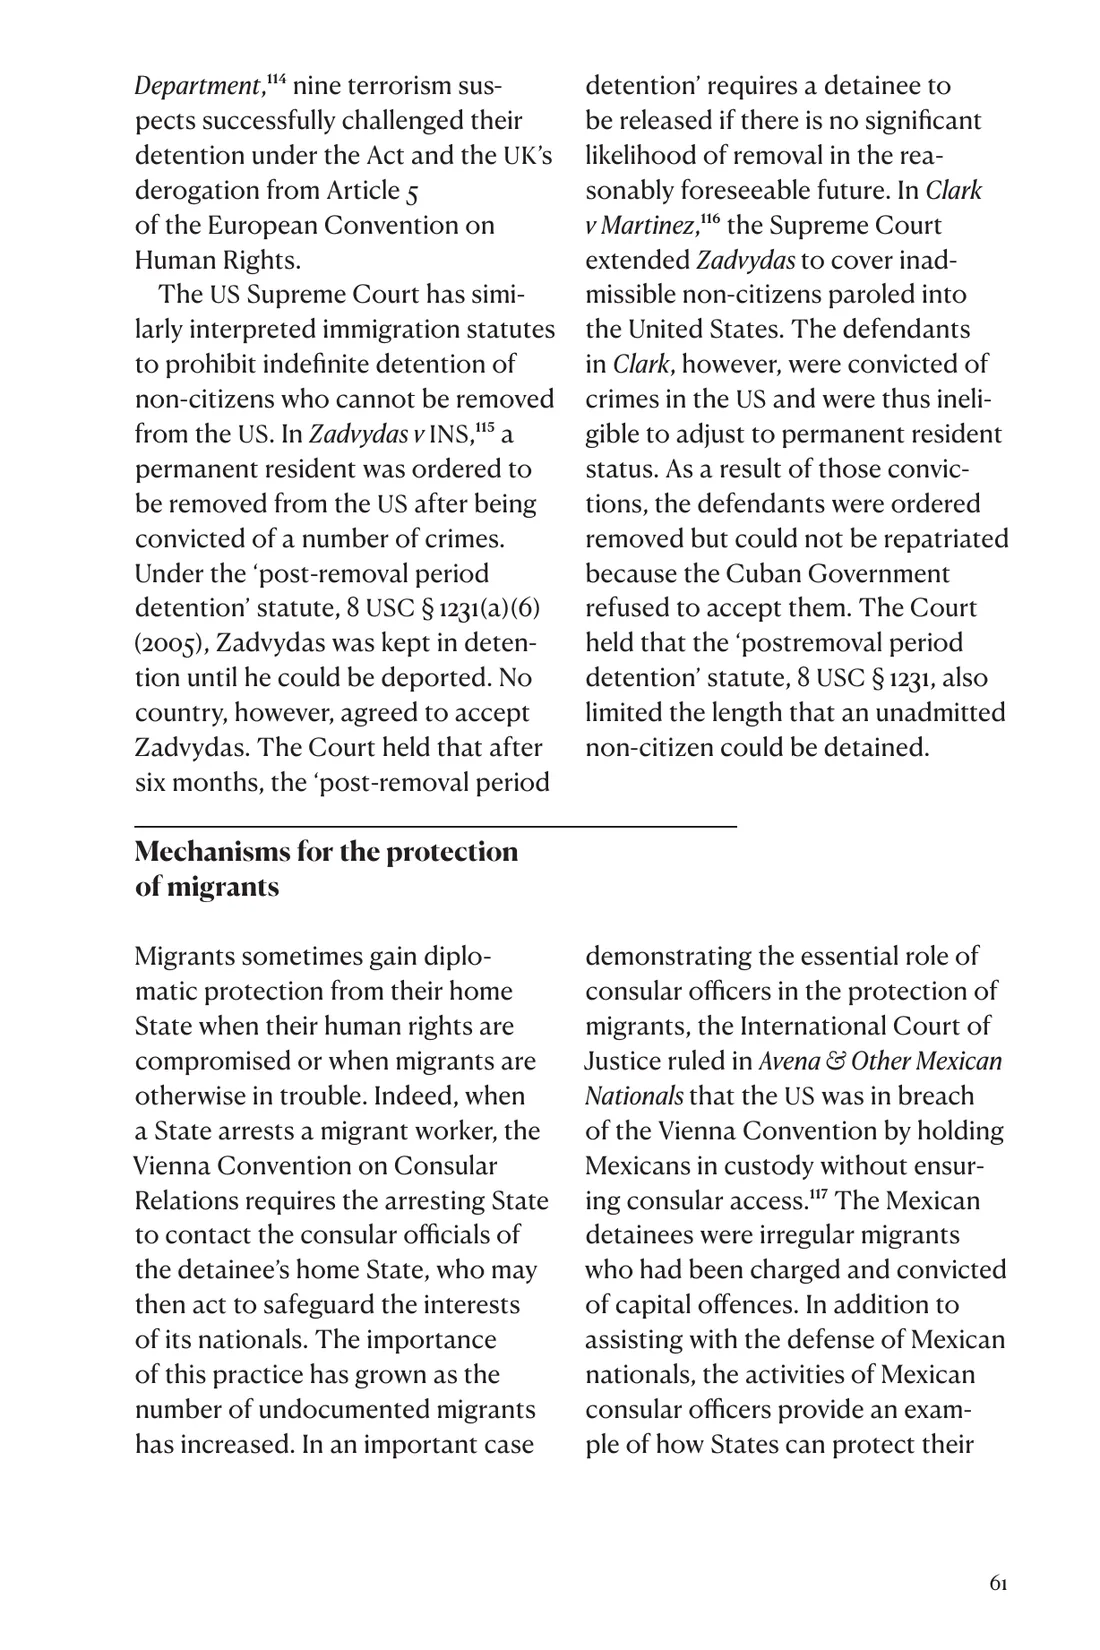 Department,¹¹⁴ nine terrorism sus-
pects successfully challenged their
detention under the Act and the UK’s
derogation from Article 5
of the European Convention on
Human Rights.
The US Supreme Court has simi-
larly interpreted immigration statutes
to prohibit indefinite detention of
non-citizens who cannot be removed
from the US. In Zadvydas v INS,¹¹⁵ a
permanent resident was ordered to
be removed from the US after being
convicted of a number of crimes.
Under the ‘post-removal period
detention’ statute, 8 USC § 1231(a)(6)
(2005), Zadvydas was kept in deten-
tion until he could be deported. No
country, however, agreed to accept
Zadvydas. The Court held that after
six months, the ‘post-removal period
detention’ requires a detainee to
be released if there is no significant
likelihood of removal in the rea-
sonably foreseeable future. In Clark
v Martinez,¹¹⁶ the Supreme Court
extended Zadvydas to cover inad-
missible non-citizens paroled into
the United States. The defendants
in Clark, however, were convicted of
crimes in the US and were thus ineli-
gible to adjust to permanent resident
status. As a result of those convic-
tions, the defendants were ordered
removed but could not be repatriated
because the Cuban Government
refused to accept them. The Court
held that the ‘postremoval period
detention’ statute, 8 USC § 1231, also
limited the length that an unadmitted
non-citizen could be detained.
Mechanisms for the protection
of migrants
Migrants sometimes gain diplo-
matic protection from their home
State when their human rights are
compromised or when migrants are
otherwise in trouble. Indeed, when
a State arrests a migrant worker, the
Vienna Convention on Consular
Relations requires the arresting State
to contact the consular officials of
the detainee’s home State, who may
then act to safeguard the interests
of its nationals. The importance
of this practice has grown as the
number of undocumented migrants
has increased. In an important case
demonstrating the essential role of
consular officers in the protection of
migrants, the International Court of
Justice ruled in Avena & Other Mexican
Nationals that the US was in breach
of the Vienna Convention by holding
Mexicans in custody without ensur-
ing consular access.¹¹⁷ The Mexican
detainees were irregular migrants
who had been charged and convicted
of capital offences. In addition to
assisting with the defense of Mexican
nationals, the activities of Mexican
consular officers provide an exam-
ple of how States can protect their
61